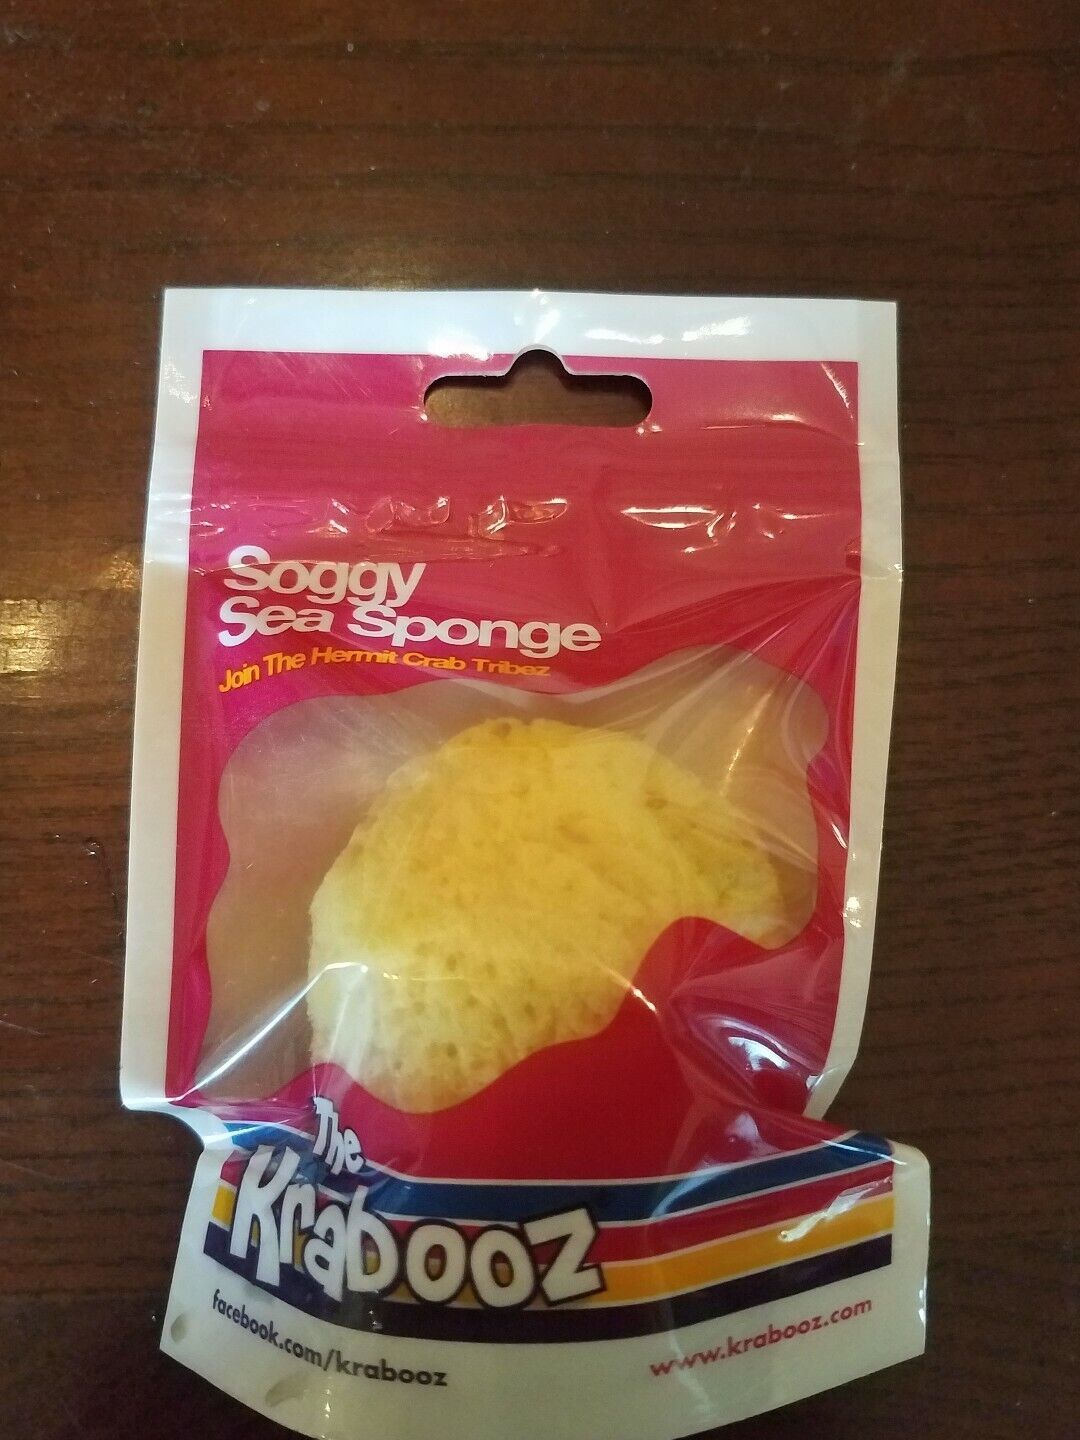 Soggy
Sea Sponge
Join The Hermit Crab Tribez
The
Krabooz
facebook.com/krabooz
www.krabooz.com